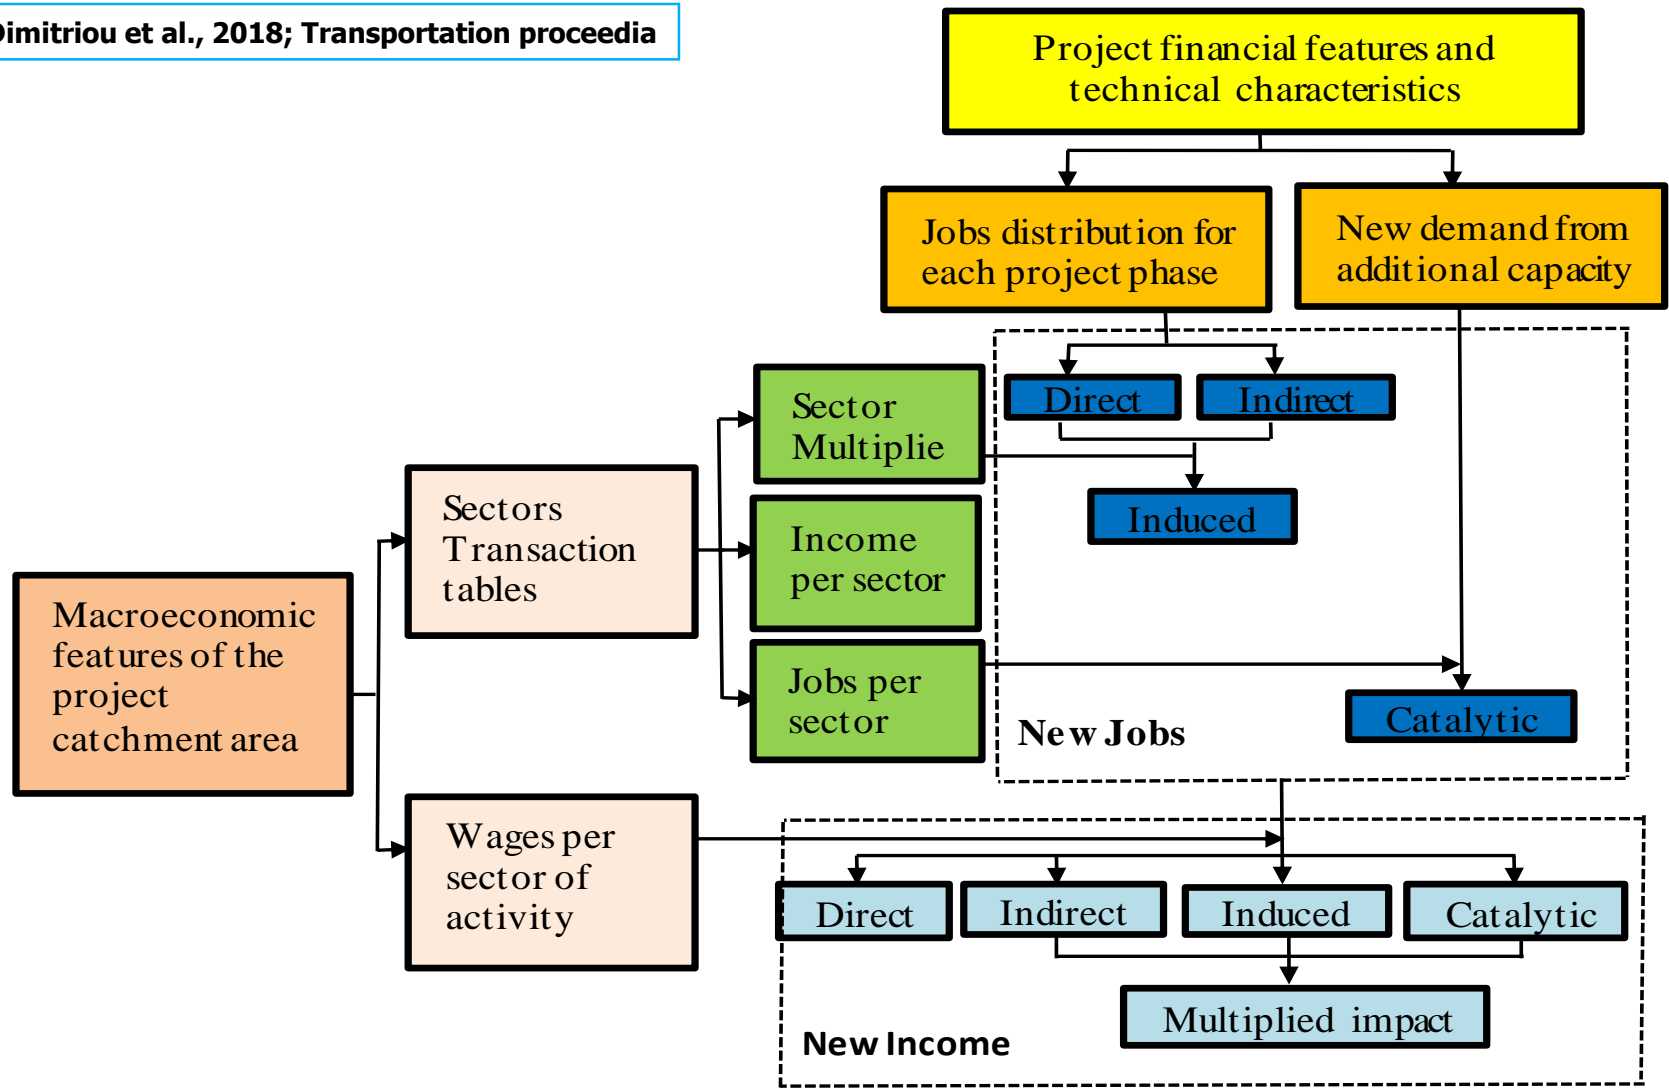 Dimitriou et al., 2018; Transportation proceedia
Project financial features and
technical characteristics
Jobs distribution for
each project phase
New demand from
additional capacity
Direct
Indirect
Induced
Catalytic
New Jobs
Sector
Multiplie
Income
per sector
Jobs per
sector
Sectors
Transaction
tables
Macroeconomic
features of the
project
catchment area
Wages per
sector of
activity
Direct
Indirect
Induced
Catalytic
Multiplied impact
New Income